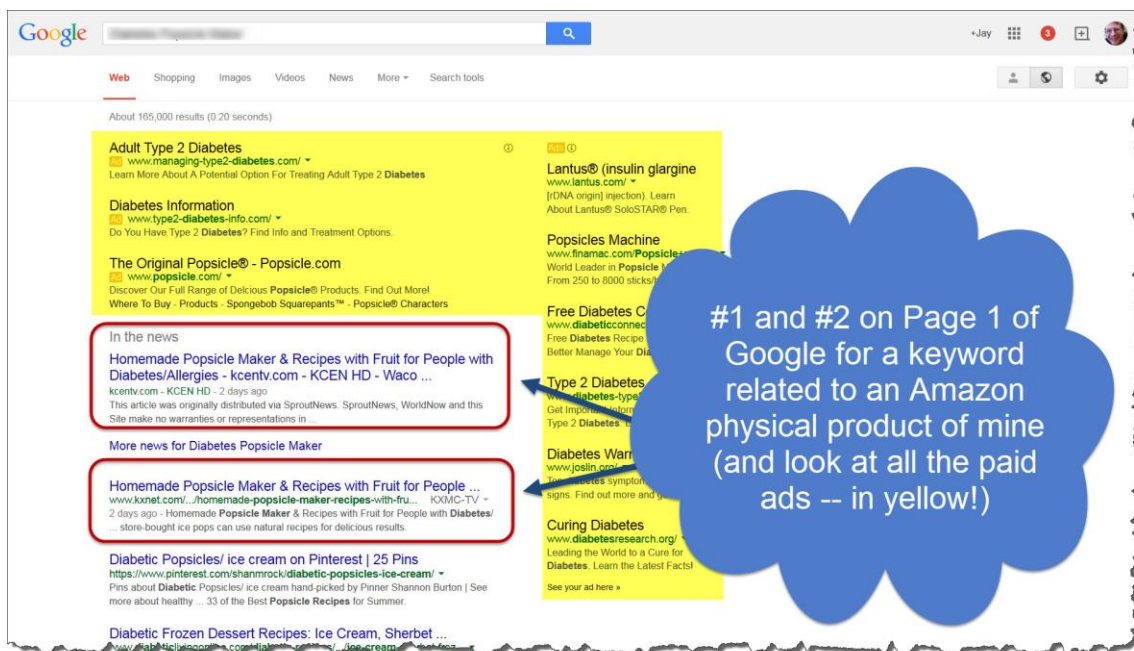 Google
+Jay
3
Web Shopping Images Videos News More Search tools
About 165,000 results (0.20 seconds)
Adult Type 2 Diabetes
Ad www.managing-type2-diabetes.com/
Learn More About A Potential Option For Treating Adult Type 2 Diabetes
Diabetes Information
Ad www.type2-diabetes-info.com/
Do You Have Type 2 Diabetes? Find Info and Treatment Options.
The Original Popsicle® - Popsicle.com
Ad www.popsicle.com/
Discover Our Full Range of Delcious Popsicle® Products. Find Out More!
Where To Buy - Products - Spongebob Squarepants™ - Popsicle® Characters
In the news
Homemade Popsicle Maker & Recipes with Fruit for People with
Diabetes/Allergies - kcentv.com - KCEN HD - Waco ...
kcentv.com - KCEN HD - 2 days ago
This article was originally distributed via SproutNews. SproutNews, WorldNow and this
Site make no warranties or representations in ...
More news for Diabetes Popsicle Maker
Homemade Popsicle Maker & Recipes with Fruit for People ...
www.kxnet.com/.../homemade-popsicle-maker-recipes-with-fru... KXMC-TV
2 days ago - Homemade Popsicle Maker & Recipes with Fruit for People with Diabetes/
... store-bought ice pops can use natural recipes for delicious results.
Diabetic Popsicles/ ice cream on Pinterest | 25 Pins
https://www.pinterest.com/shanmrock/diabetic-popsicles-ice-cream/
Pins about Diabetic Popsicles/ ice cream hand-picked by Pinner Shannon Burton | See
more about healthy ... 33 of the Best Popsicle Recipes for Summer.
Diabetic Frozen Dessert Recipes: Ice Cream, Sherbet ...
Ads
Lantus® (insulin glargine
www.lantus.com/
[rDNA origin] injection). Learn
About Lantus® SoloSTAR® Pen.
Popsicles Machine
www.finamac.com/Popsicle
World Leader in Popsicle
From 250 to 8000 sticks/
Free Diabetes
www.diabeticconnec
Free Diabetes Recipe
Better Manage Your
Type 2 Diabetes
Type 2 Diabetes.
Diabetes
www.joslin.org/
signs. Find out more and
Curing Diabetes
www.diabetesresearch.org/
Leading the World to a Cure for
Diabetes. Learn the Latest Facts!
See your ad here »
#1 and #2 on Page 1 of
Google for a keyword
related to an Amazon
physical product of mine
(and look at all the paid
ads -- in yellow!)